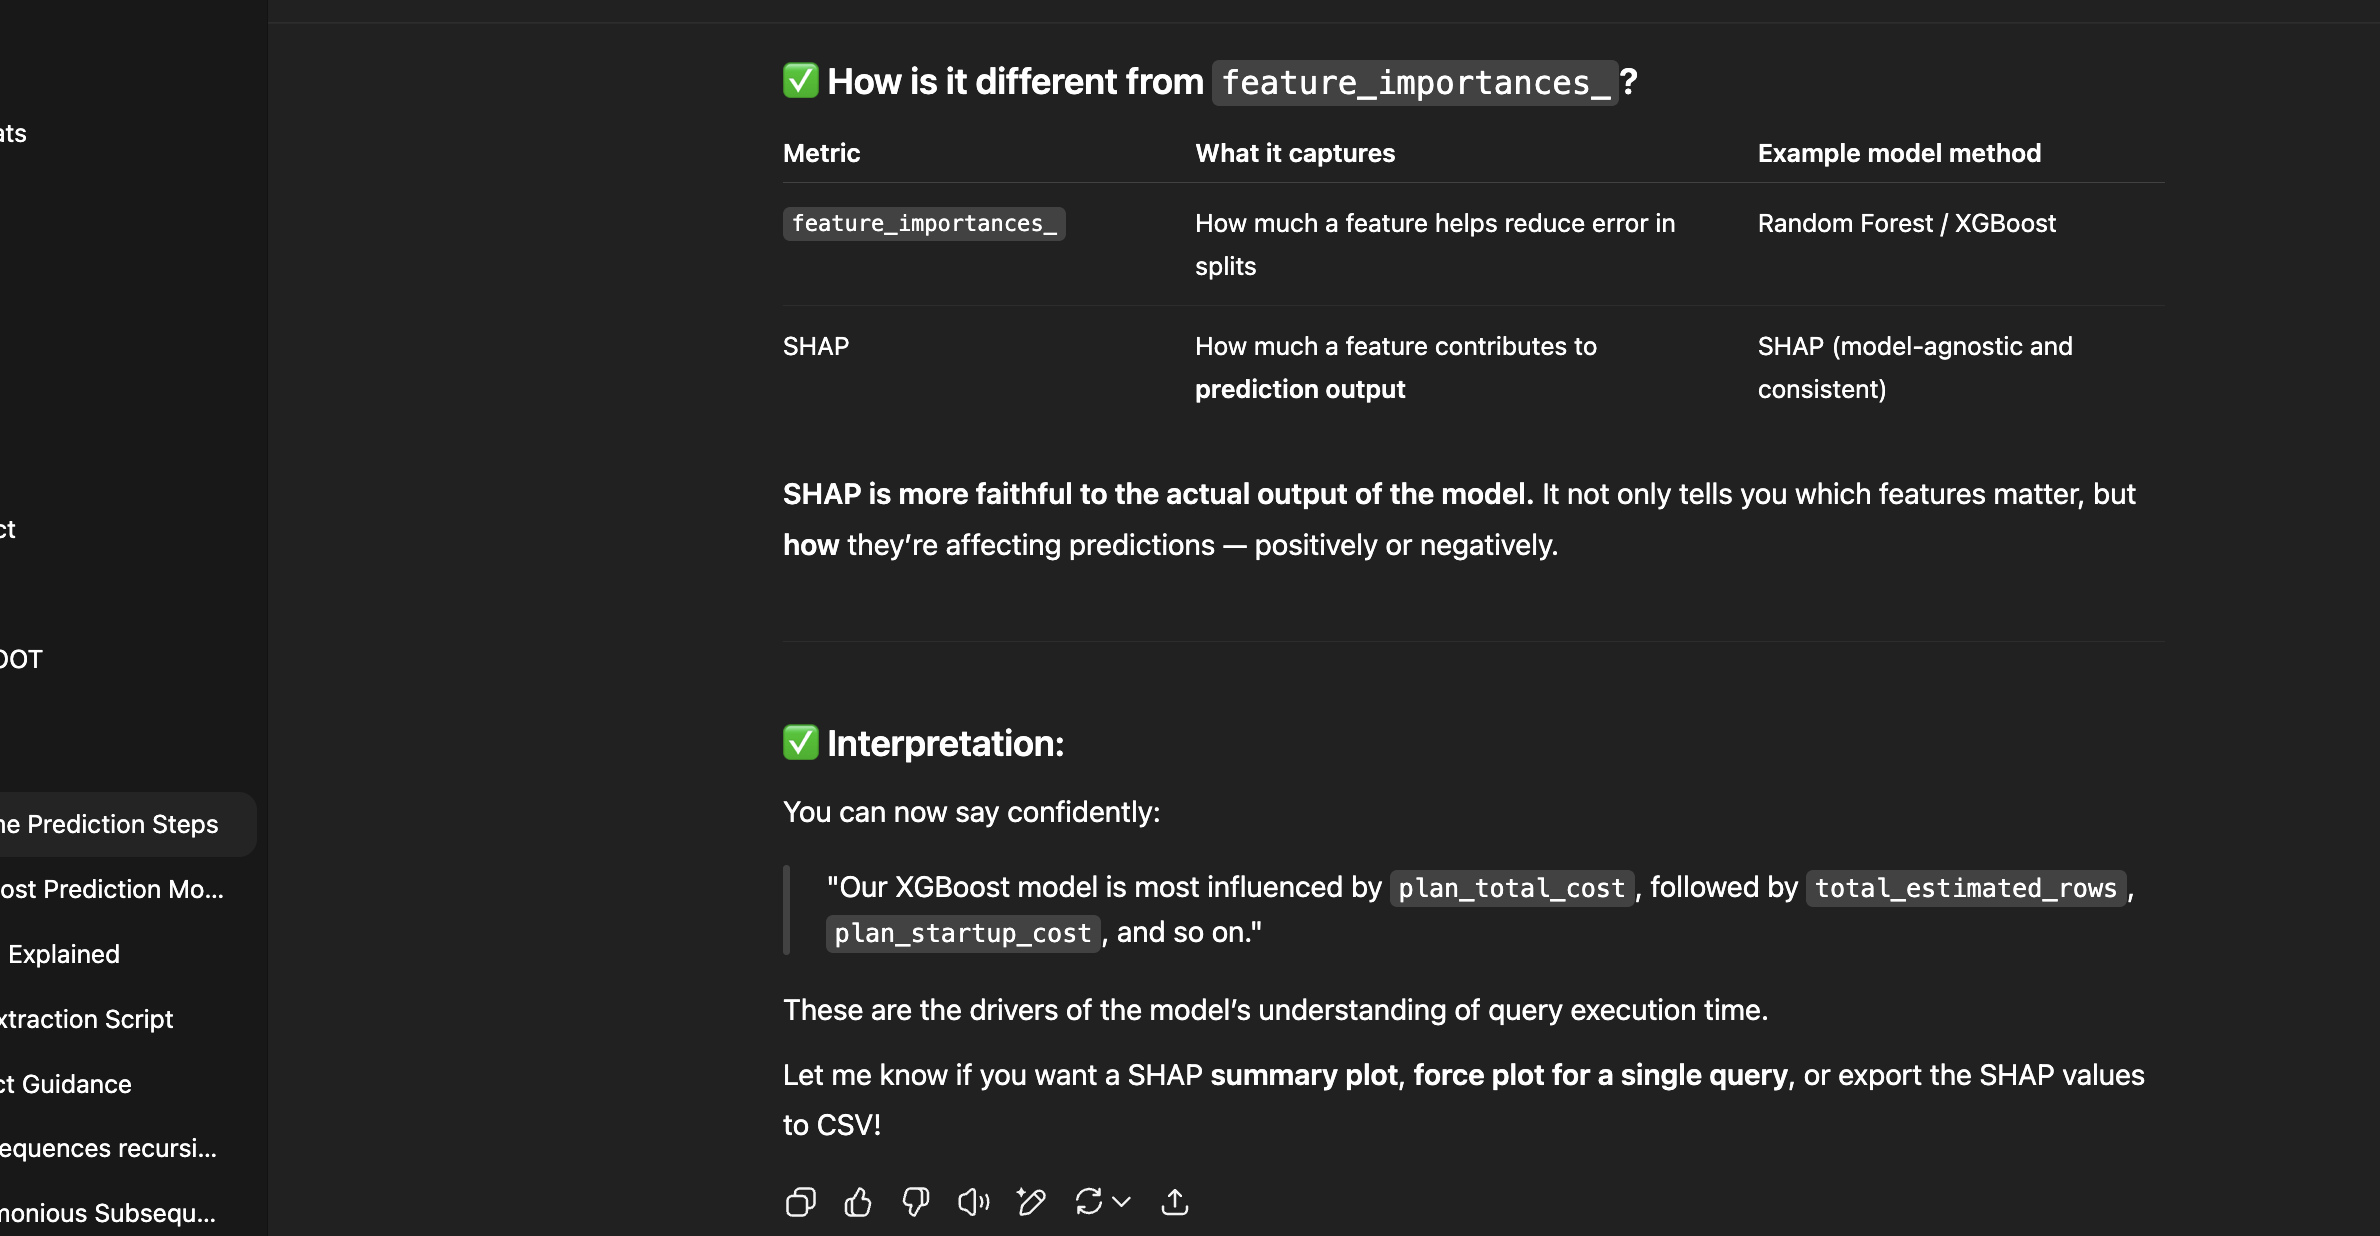 ats
ct
OOT
ne Prediction Steps
ost Prediction Mo...
Explained
xtraction Script
ct Guidance
equences recursi...
monious Subsequ...
✅ How is it different from feature_importances_?
Metric What it captures Example model method
feature_importances_ How much a feature helps reduce error in Random Forest / XGBoost
splits
SHAP How much a feature contributes to SHAP (model-agnostic and
prediction output consistent)
SHAP is more faithful to the actual output of the model. It not only tells you which features matter, but
how they’re affecting predictions — positively or negatively.
✅ Interpretation:
You can now say confidently:
"Our XGBoost model is most influenced by plan_total_cost, followed by total_estimated_rows,
plan_startup_cost, and so on."
These are the drivers of the model’s understanding of query execution time.
Let me know if you want a SHAP summary plot, force plot for a single query, or export the SHAP values
to CSV!